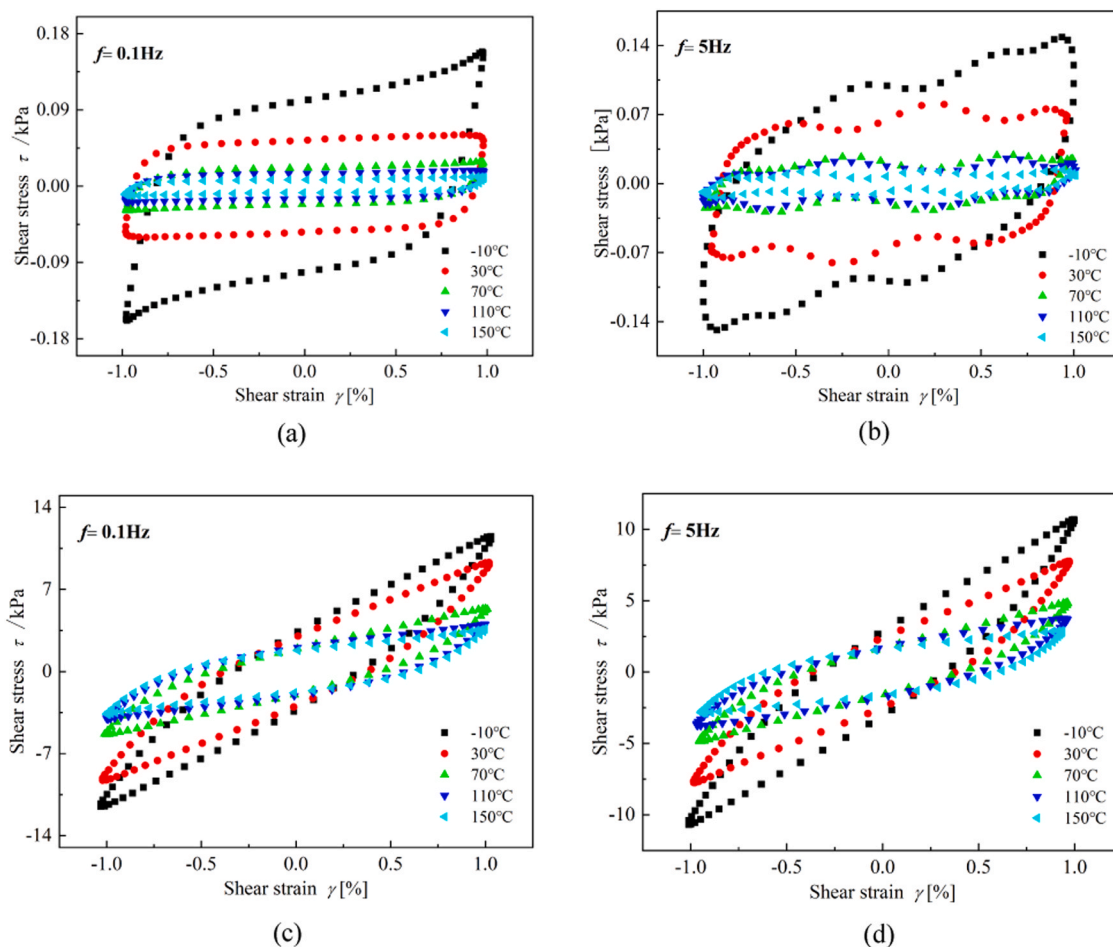 f= 0.1Hz
Shear stress τ /kPa
0.18
0.09
0.00
-0.09
-0.18
-10℃
30℃
70℃
110℃
150℃
-1.0 -0.5 0.0 0.5 1.0
Shear strain γ [%]
(a)
f= 5Hz
Shear stress [kPa]
0.14
0.07
0.00
-0.07
-0.14
-10℃
30℃
70℃
110℃
150℃
-1.0 -0.5 0.0 0.5 1.0
Shear strain γ [%]
(b)
f= 0.1Hz
Shear stress τ /kPa
14
7
0
-7
-14
-10℃
30℃
70℃
110℃
150℃
-1.0 -0.5 0.0 0.5 1.0
Shear strain γ [%]
(c)
f= 5Hz
Shear stress τ /kPa
10
5
0
-5
-10
-10℃
30℃
70℃
110℃
150℃
-1.0 -0.5 0.0 0.5 1.0
Shear strain γ [%]
(d)